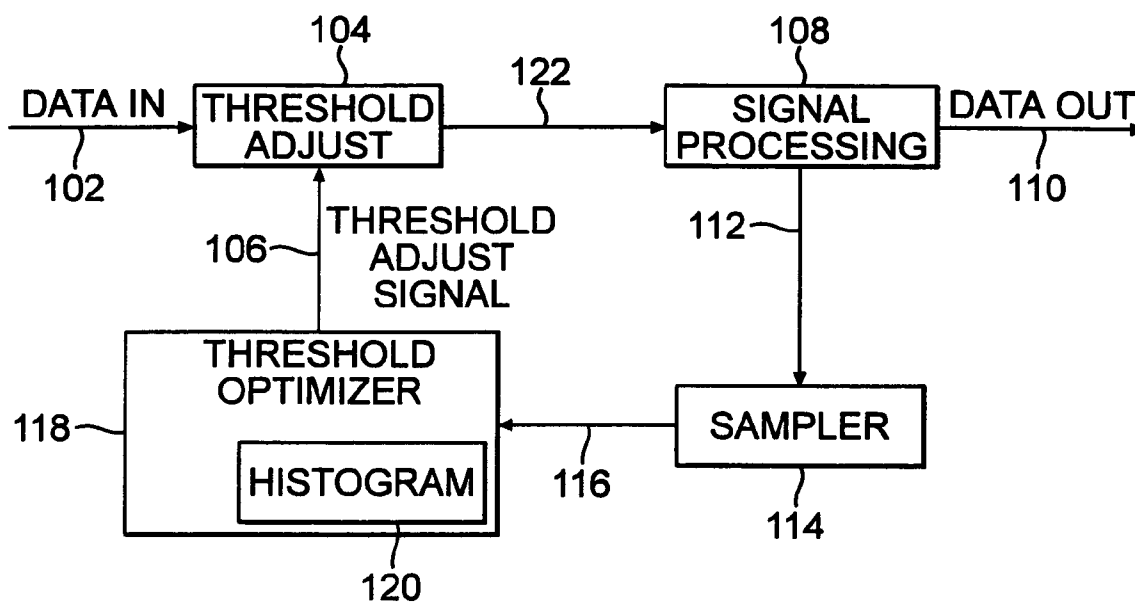 104
122
108
DATA IN
THRESHOLD
ADJUST
SIGNAL
PROCESSING
DATA OUT
102
110
106
THRESHOLD
ADJUST
SIGNAL
112
THRESHOLD
OPTIMIZER
118
HISTOGRAM
116
SAMPLER
114
120